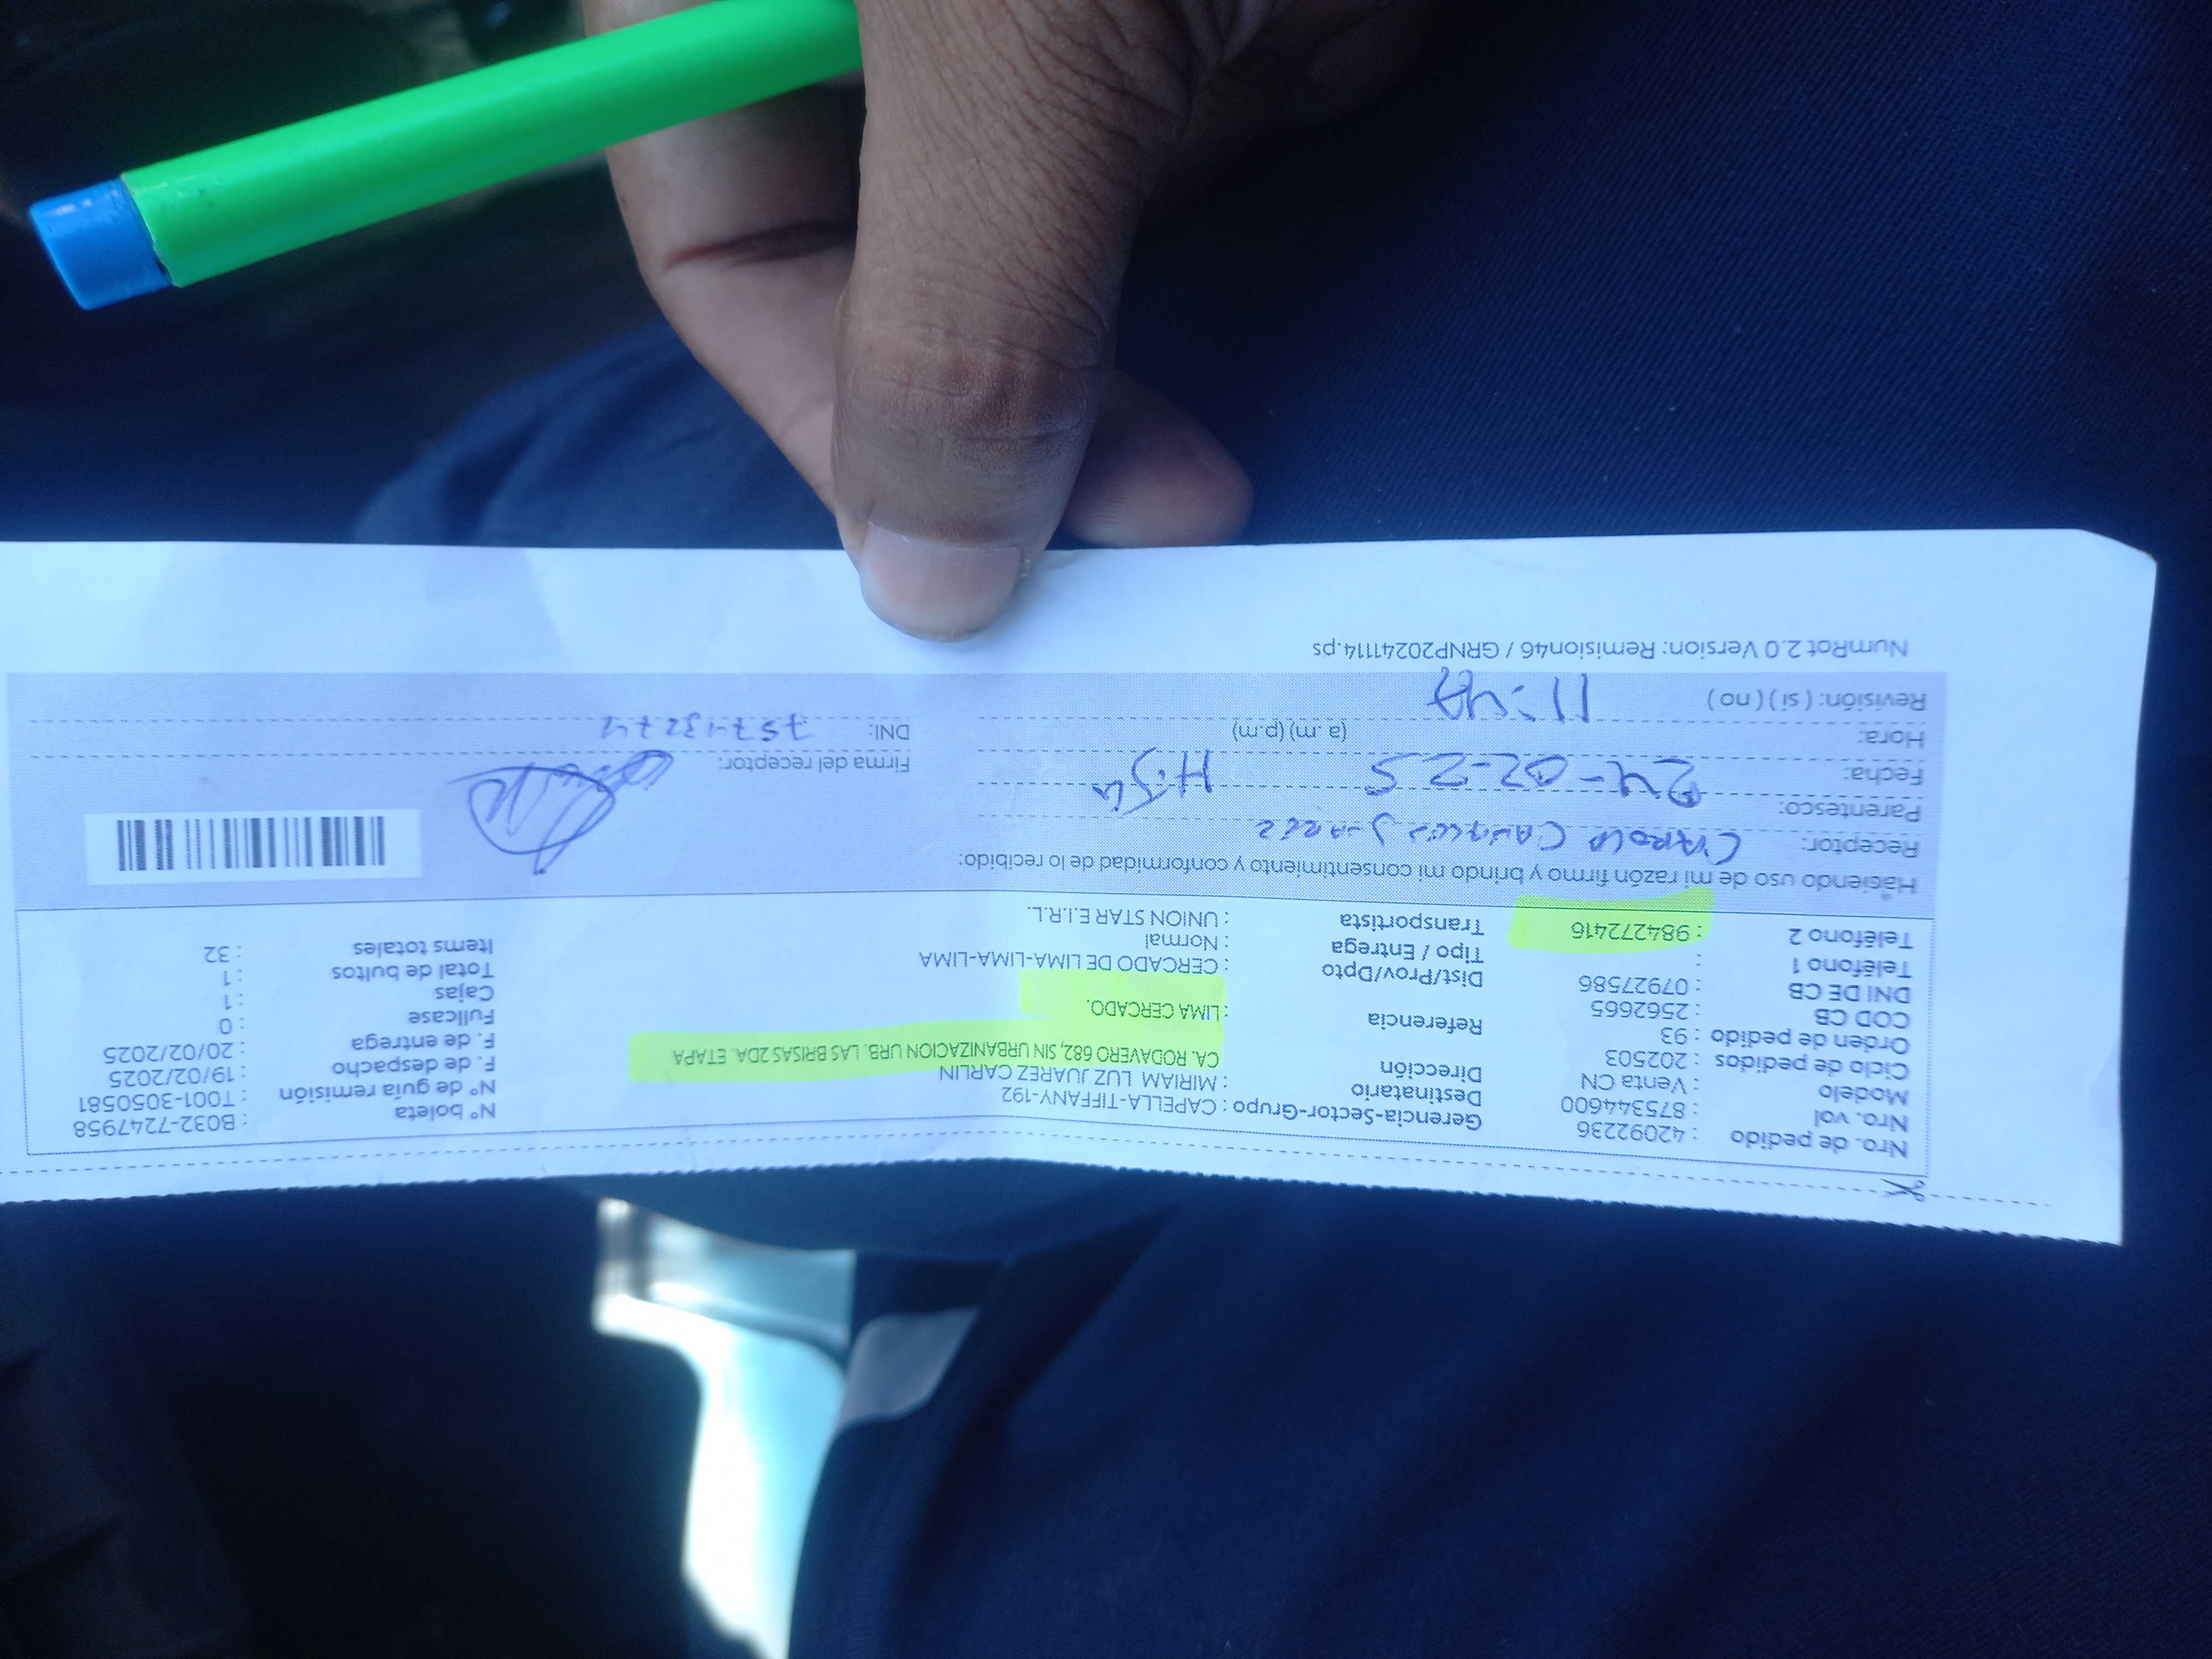 Nro. de pedido : 42092236 Gerencia-Sector-Grupo : CAPELLA-TIFFANY-192 N° boleta : B032-7247958
Nro. vol : 875344600 Destinatario : MIRIAM LUZ JUAREZ CARLIN N° de guía remisión : T001-3050581
Modelo : Venta CN Dirección CA. RODAVERO 682, SIN URBANIZACION URB. LAS BRISAS 2DA. ETAPA F. de despacho : 19/02/2025
Ciclo de pedidos : 202503 F. de entrega : 20/02/2025
Orden de pedido : 93 Referencia : LIMA CERCADO. Fullcase : 0
COD CB : 2562665 Cajas : 1
DNI DE CB : 07927586 Dist/Prov/Dpto : CERCADO DE LIMA-LIMA-LIMA Total de bultos : 1
Teléfono 1 : Tipo / Entrega : Normal Items totales : 32
Teléfono 2 : 984272416 Transportista : UNION STAR E.I.R.L.
Haciendo uso de mi razón firmo y brindo mi consentimiento y conformidad de lo recibido:
Receptor: Juarez
Parentesco: Hija
Fecha: 24-02-25 Firma del receptor:
Hora: (a .m) (p.m) DNI:
Revisión: ( si ) ( no ) 11:47
NumRot 2.0 Version: Remision46 / GRNP20241114.ps